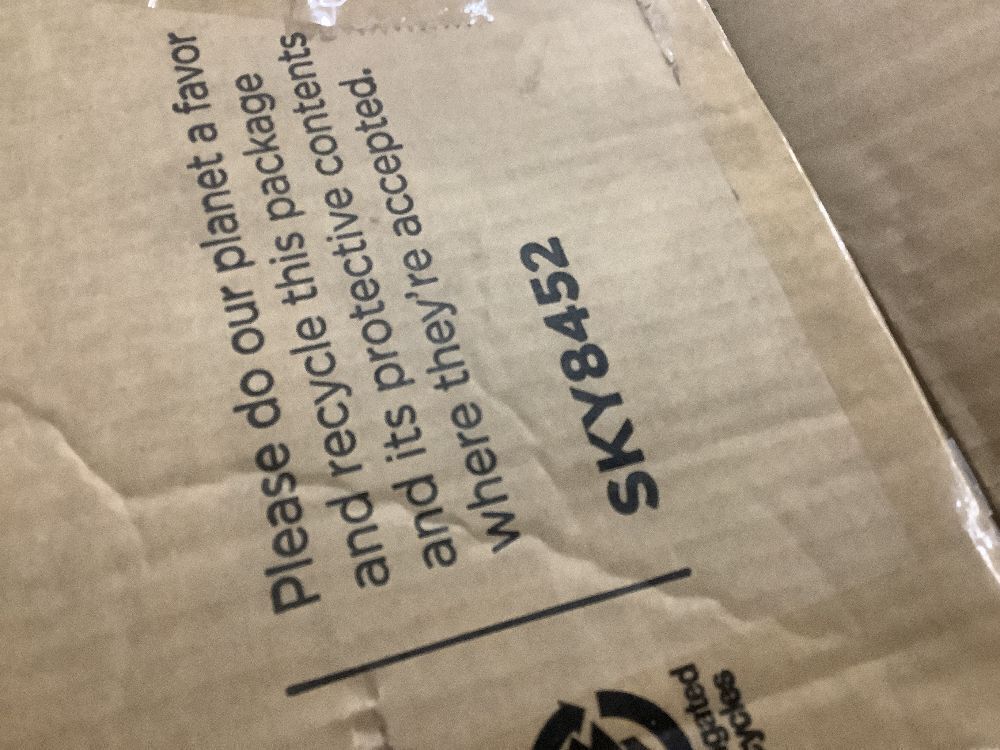 Please do our planet a favor
and recycle this package
and its protective contents
where they're accepted.
SKY8452